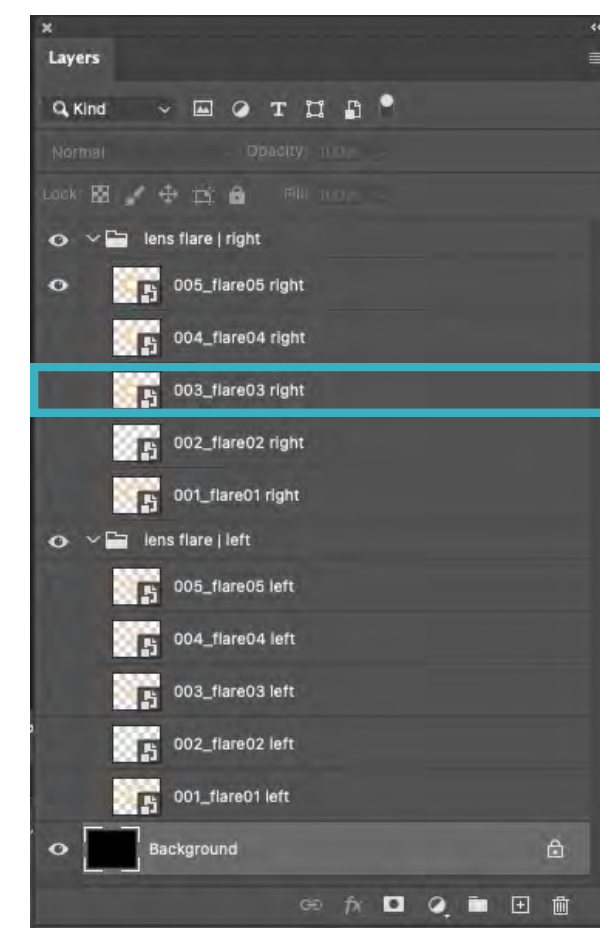 Layers
Kind
Normal Opacity:
Lock: Fill:
lens flare | right
005_flare05 right
004_flare04 right
003_flare03 right
002_flare02 right
001_flare01 right
lens flare | left
005_flare05 left
004_flare04 left
003_flare03 left
002_flare02 left
001_flare01 left
Background
fx